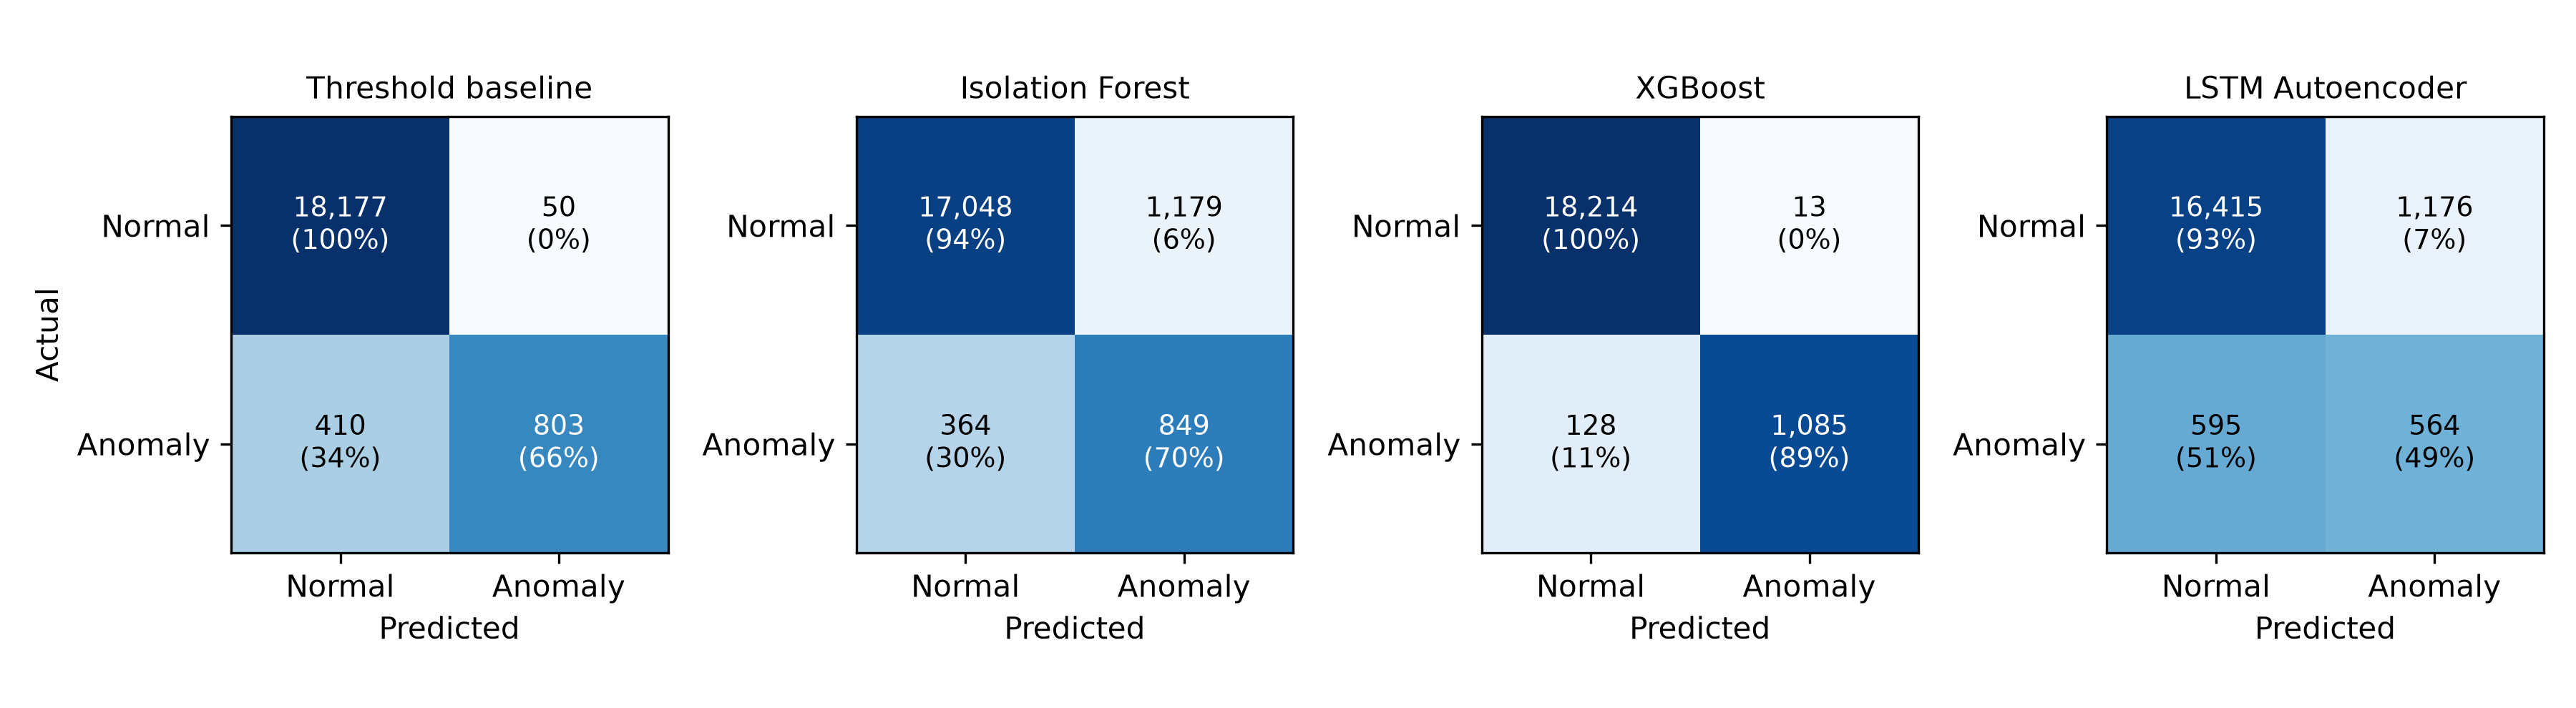 Threshold baseline
Actual
Normal
18,177
(100%)
50
(0%)
Anomaly
410
(34%)
803
(66%)
Normal
Anomaly
Predicted
Isolation Forest
Normal
17,048
(94%)
1,179
(6%)
Anomaly
364
(30%)
849
(70%)
Normal
Anomaly
Predicted
XGBoost
Normal
18,214
(100%)
13
(0%)
Anomaly
128
(11%)
1,085
(89%)
Normal
Anomaly
Predicted
LSTM Autoencoder
Normal
16,415
(93%)
1,176
(7%)
Anomaly
595
(51%)
564
(49%)
Normal
Anomaly
Predicted